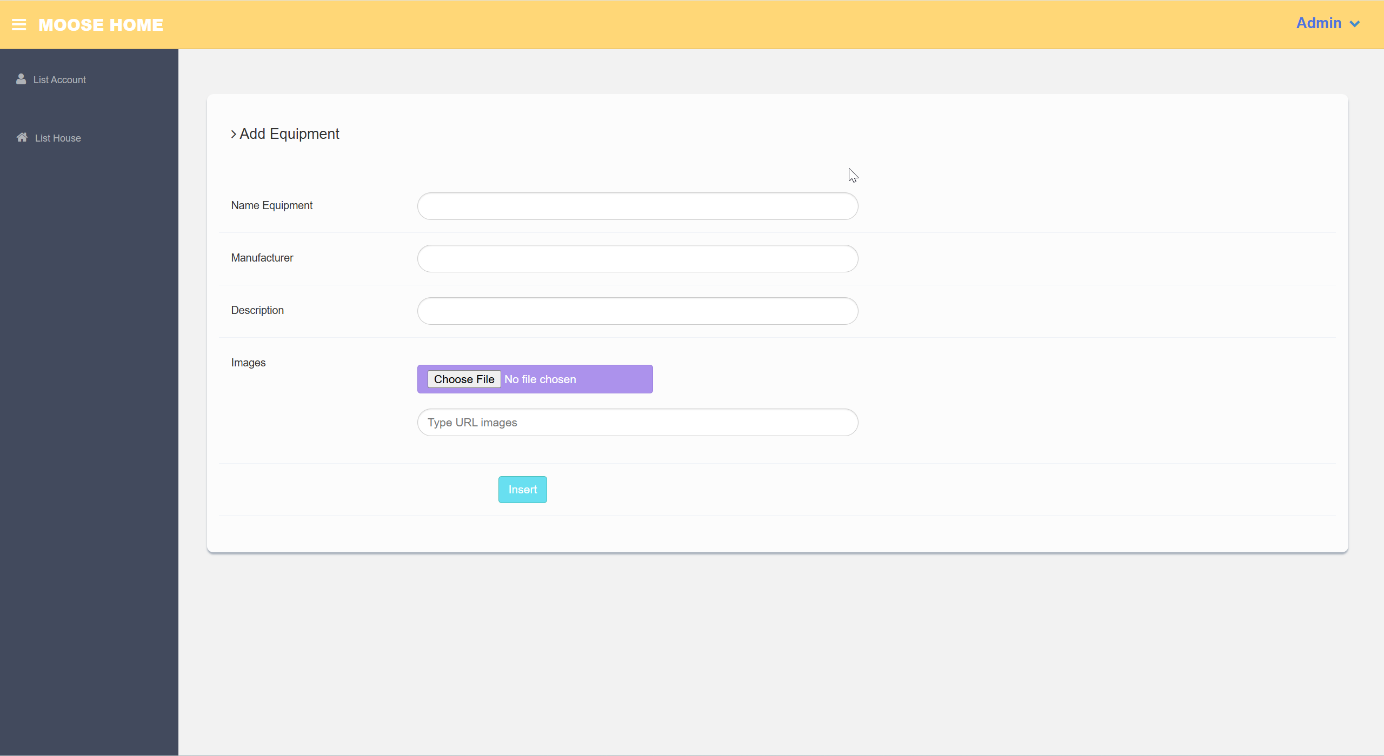 MOOSE HOME
Admin
List Account
List House
Add Equipment
Name Equipment
Manufacturer
Description
Images
Choose File No file chosen
Type URL images
Insert